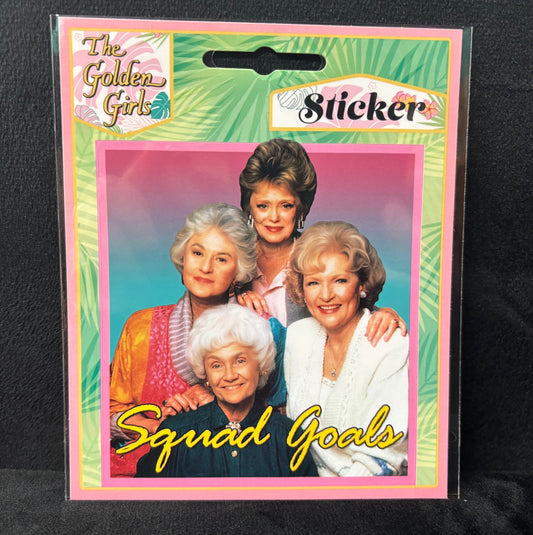 The
Golden
Girls
Sticker
Squad Goals